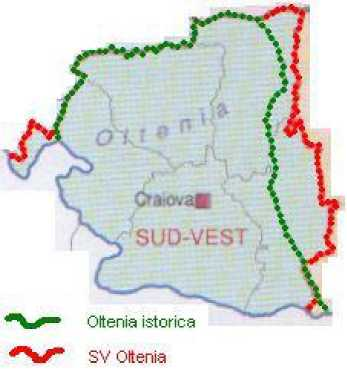 Oltenia
Craiova
SUD-VEST
Oltenia istorica
SV Oltenia